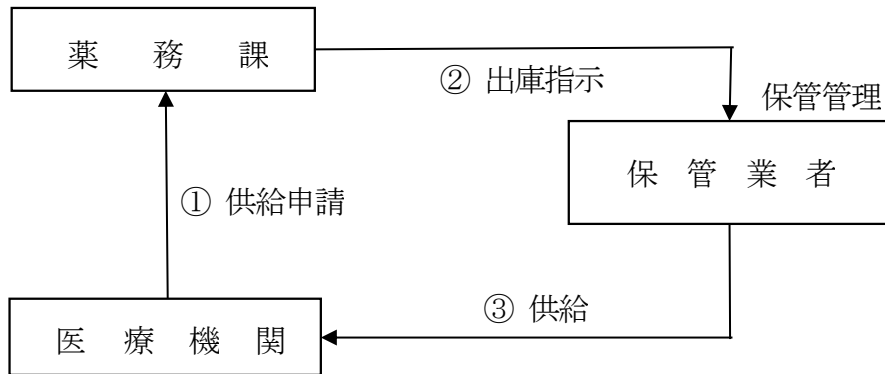 薬務課
② 出庫指示
保管管理
保管業者
① 供給申請
③ 供給
医療機関